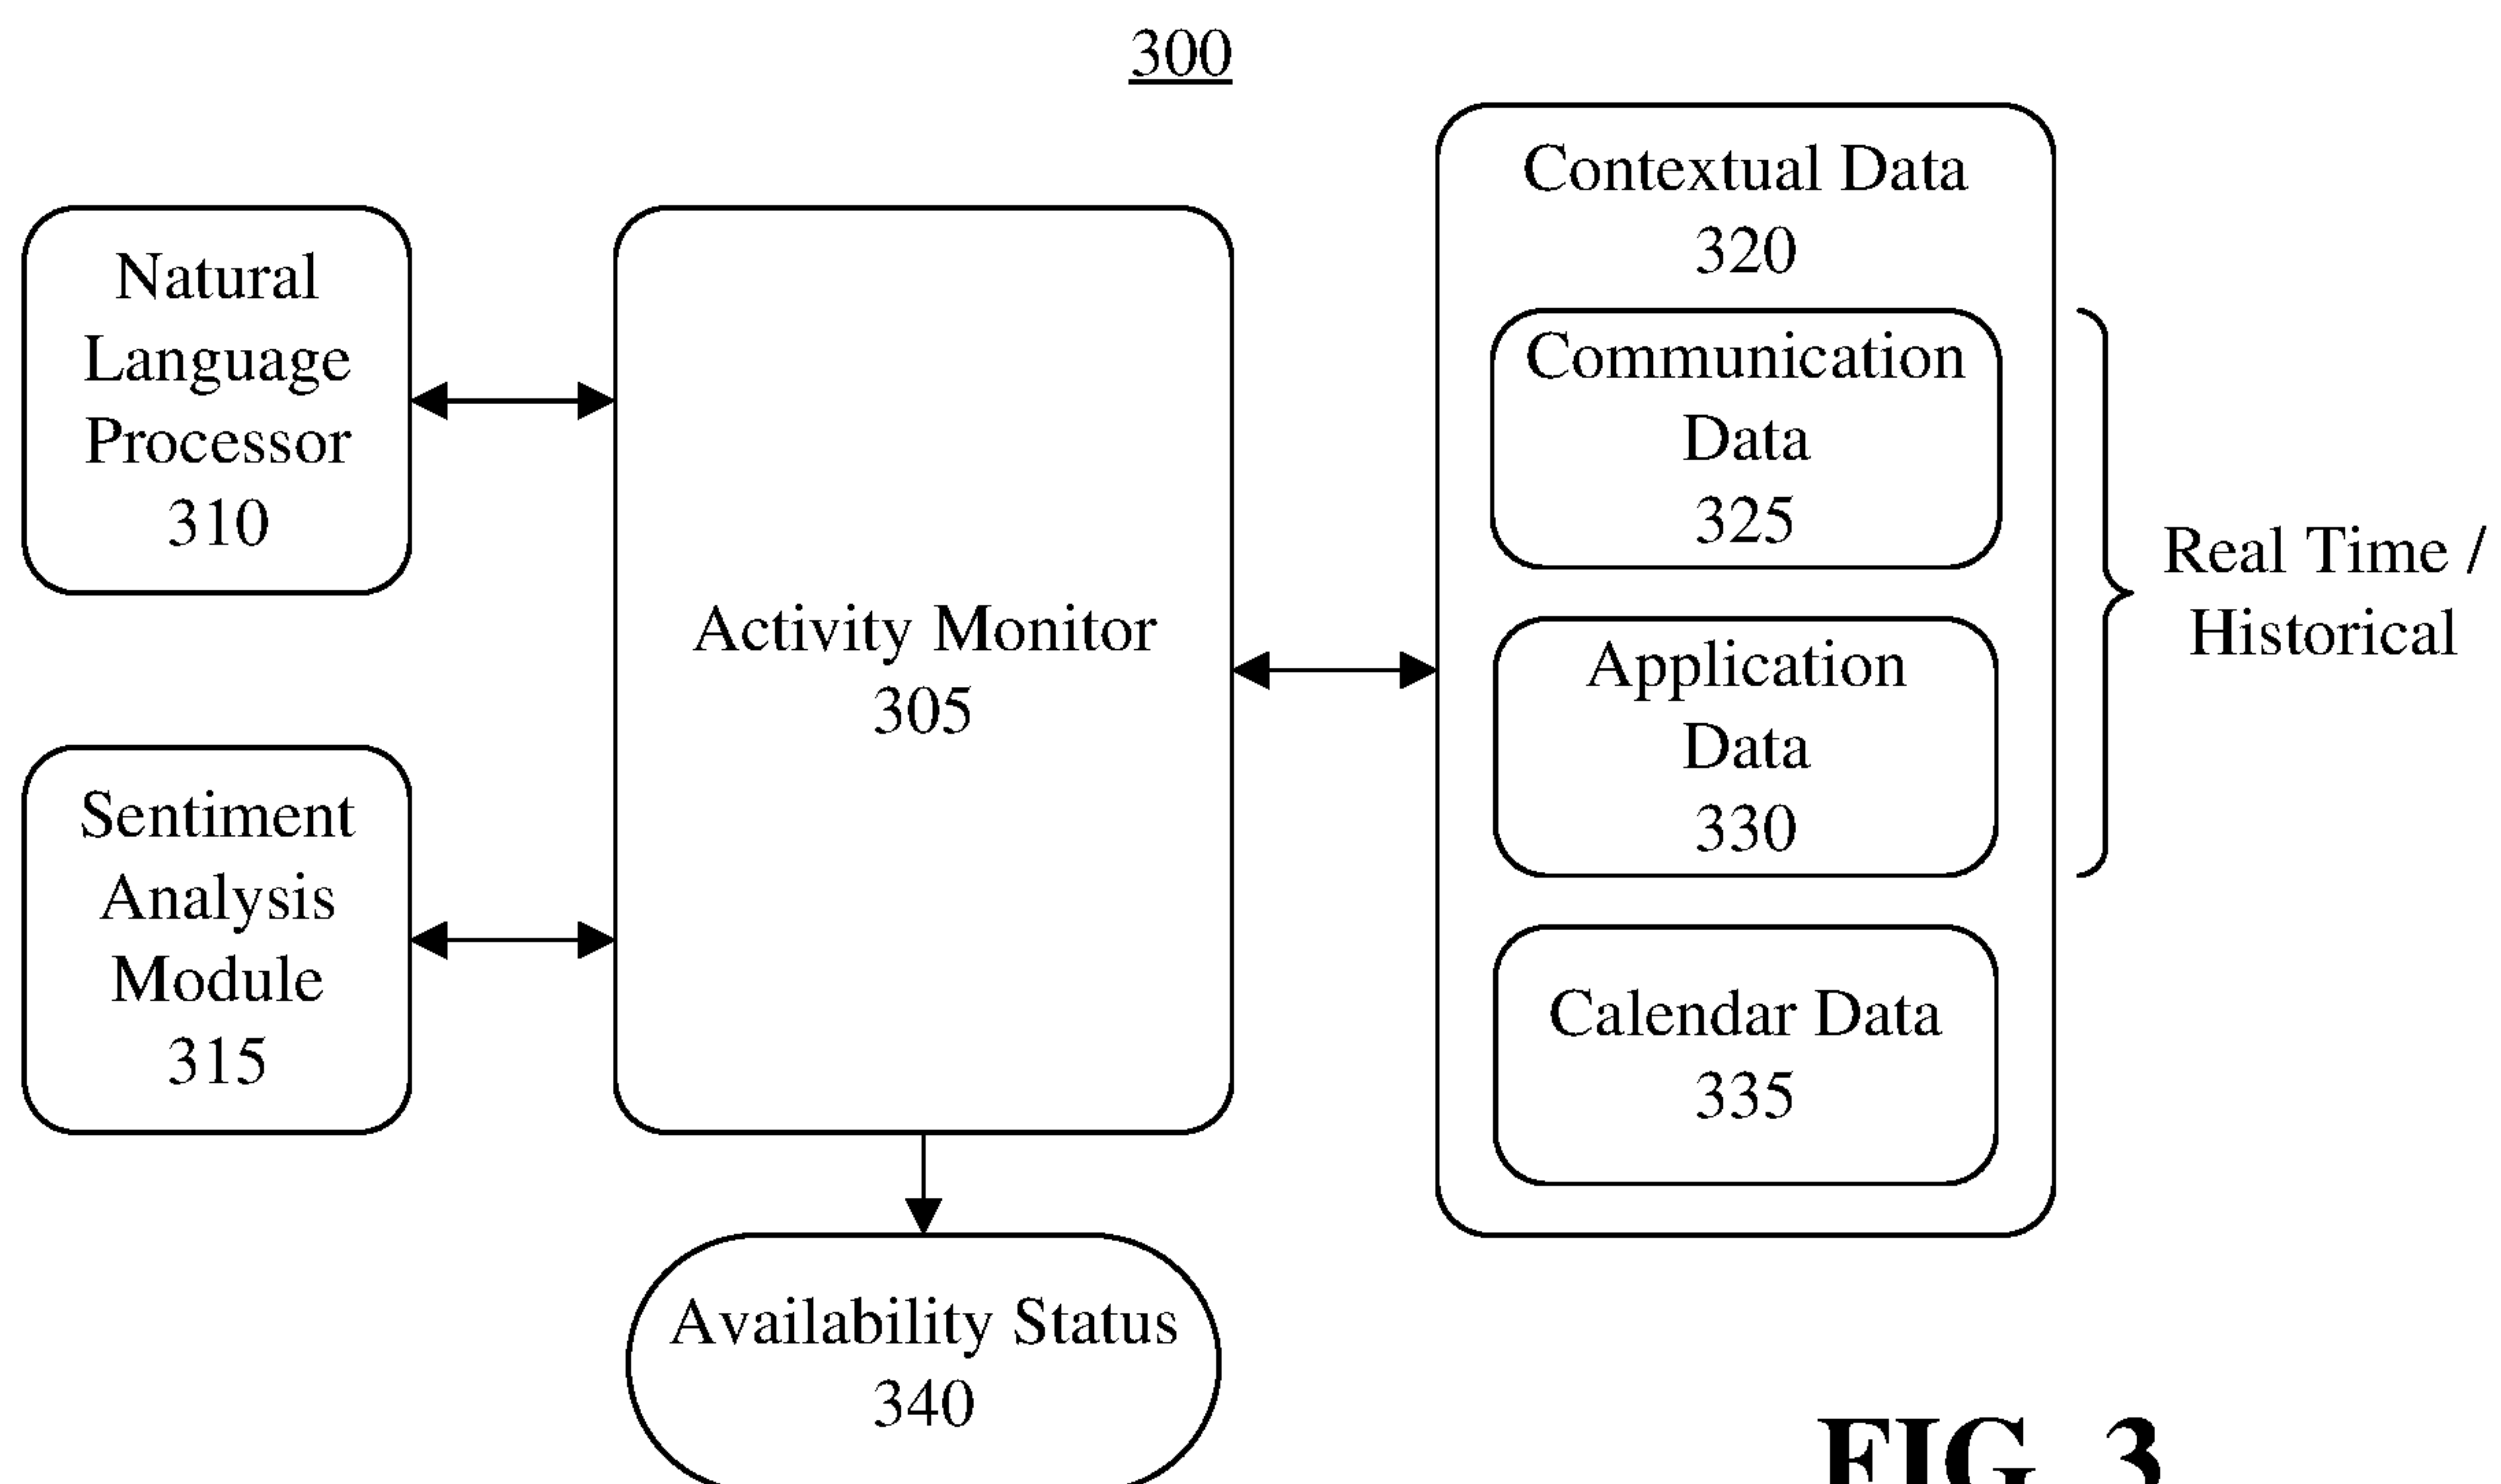 300
Natural
Language
Processor
310
Sentiment
Analysis
Module
315
Activity Monitor
305
Contextual Data
320
Communication
Data
325
Application
Data
330
Calendar Data
335
Real Time /
Historical
Availability Status
340
FIG. 3